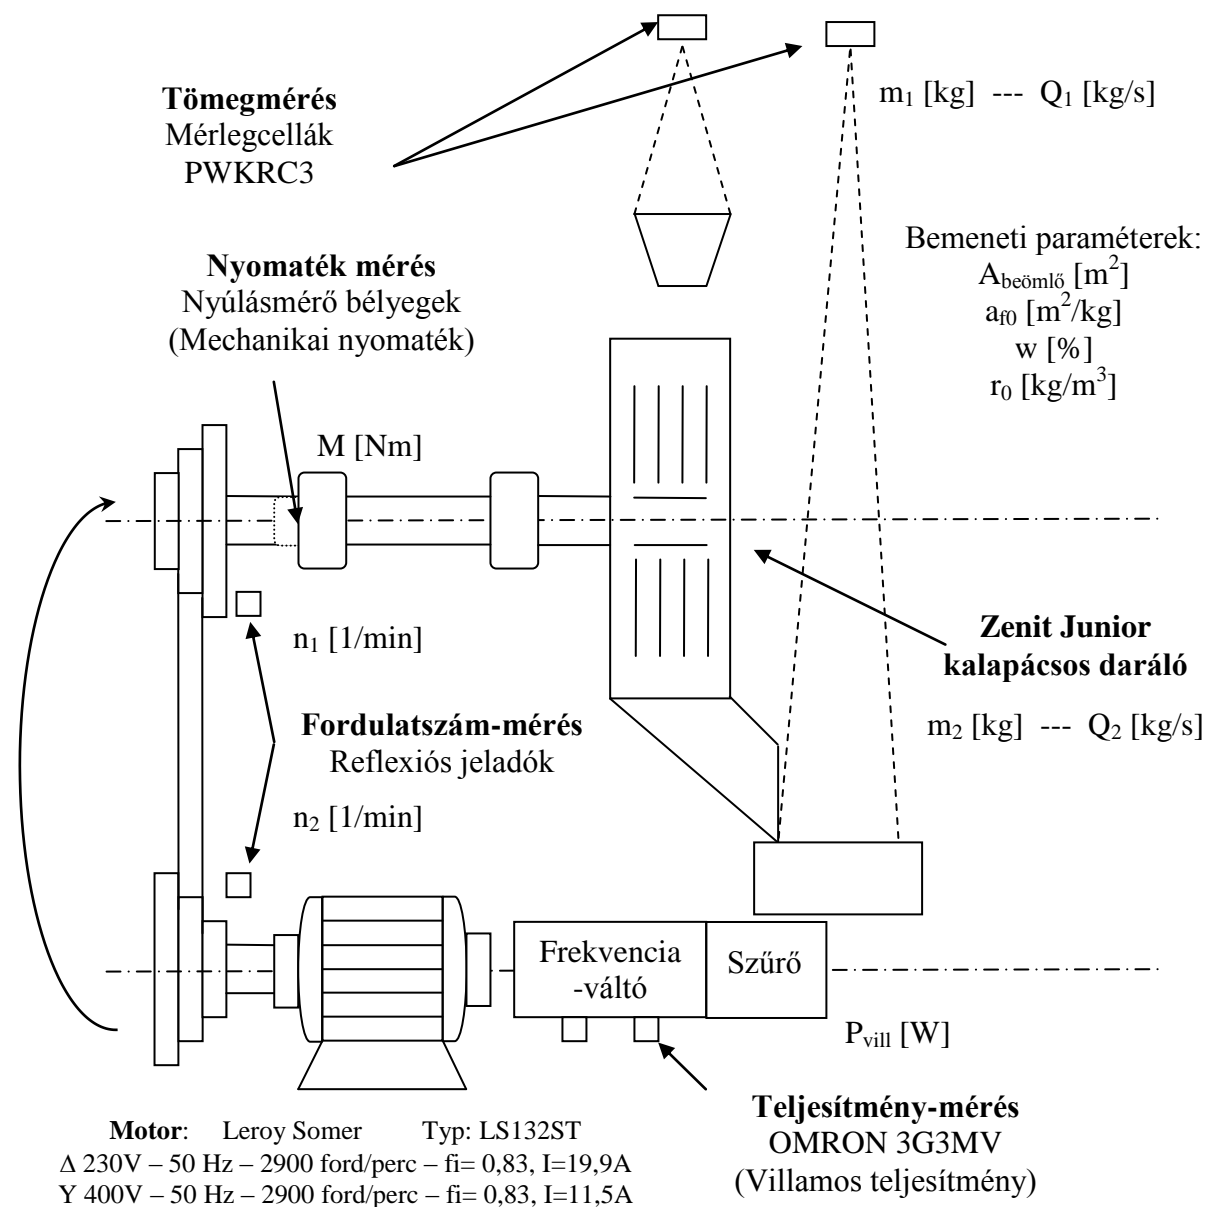 Tömegmérés
Mérlegcellák
PWKRC3
m₁ [kg] --- Q₁ [kg/s]
Nyomaték mérés
Nyúlásmérő bélyegek
(Mechanikai nyomaték)
Bemeneti paraméterek:
A_beömlő [m²]
a_f0 [m²/kg]
w [%]
r₀ [kg/m³]
M [Nm]
n₁ [1/min]
Zenit Junior
kalapácsos daráló
Fordulatszám-mérés
Reflexiós jeladók
m₂ [kg] --- Q₂ [kg/s]
n₂ [1/min]
Frekvencia
-váltó
Szűrő
P_vill [W]
Teljesítmény-mérés
OMRON 3G3MV
(Villamos teljesítmény)
Motor: Leroy Somer Typ: LS132ST
Δ 230V – 50 Hz – 2900 ford/perc – fi= 0,83, I=19,9A
Y 400V – 50 Hz – 2900 ford/perc – fi= 0,83, I=11,5A